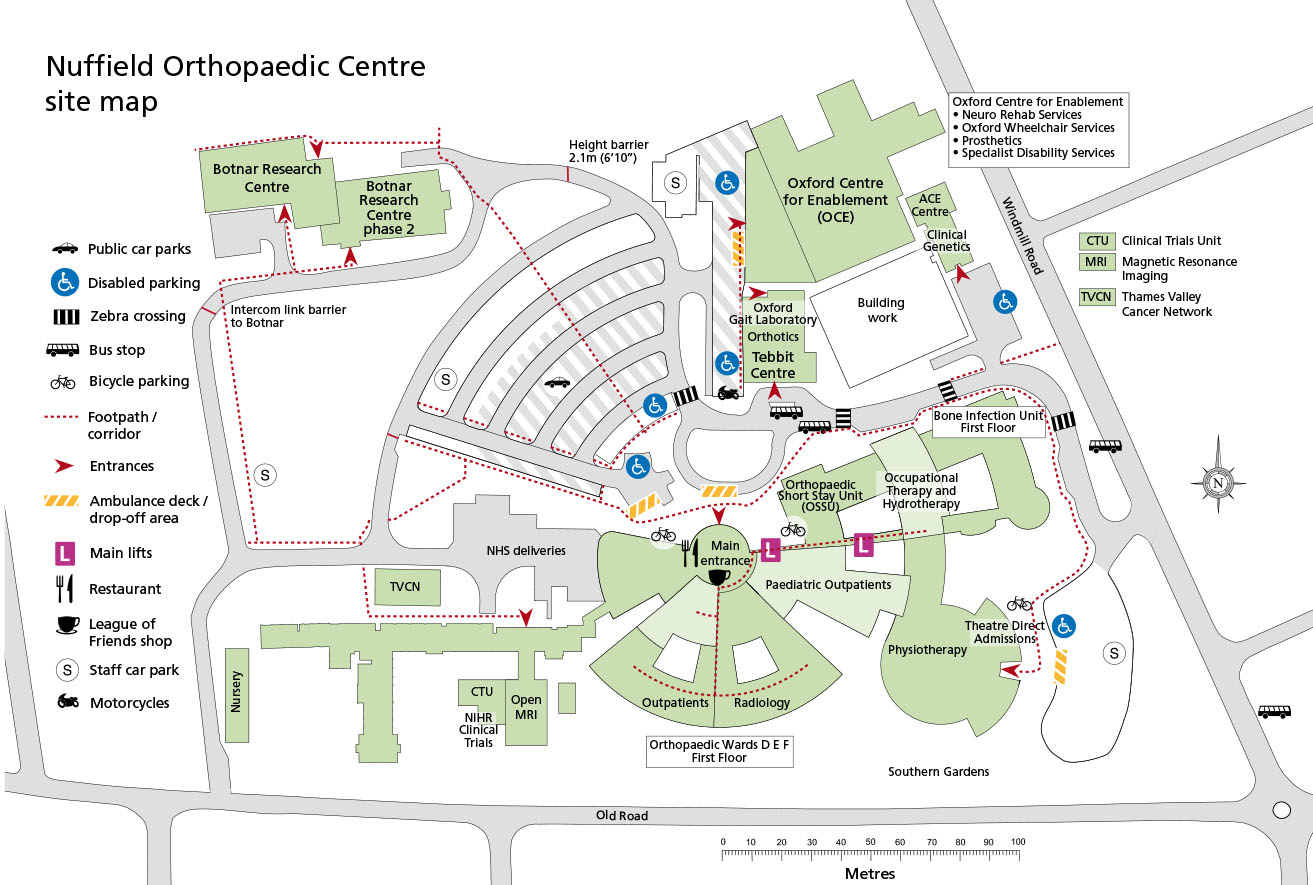 Nuffield Orthopaedic Centre
site map
Public car parks
Disabled parking
Zebra crossing
Bus stop
Bicycle parking
Footpath /
corridor
Entrances
Ambulance deck /
drop-off area
L
Main lifts
Restaurant
League of
Friends shop
S
Staff car park
Motorcycles
Botnar Research
Centre
Botnar
Research
Centre
phase 2
Intercom link barrier
to Botnar
Height barrier
2.1m (6'10")
S
S
S
Oxford Centre
for Enablement
(OCE)
Oxford Centre for Enablement
• Neuro Rehab Services
• Oxford Wheelchair Services
• Prosthetics
• Specialist Disability Services
ACE
Centre
Clinical
Genetics
Windmill Road
CTU
Clinical Trials Unit
MRI
Magnetic Resonance
Imaging
TVCN
Thames Valley
Cancer Network
Building
work
Oxford
Gait Laboratory
Orthotics
Tebbit
Centre
Bone Infection Unit
First Floor
N
Orthopaedic
Short Stay Unit
(OSSU)
Occupational
Therapy and
Hydrotherapy
NHS deliveries
Main
entrance
L
L
Paediatric Outpatients
TVCN
Theatre Direct
Admissions
Physiotherapy
S
Nursery
CTU
NIHR
Clinical
Trials
Open
MRI
Outpatients
Radiology
Orthopaedic Wards D E F
First Floor
Southern Gardens
Old Road
0 10 20 30 40 50 60 70 80 90 100
Metres